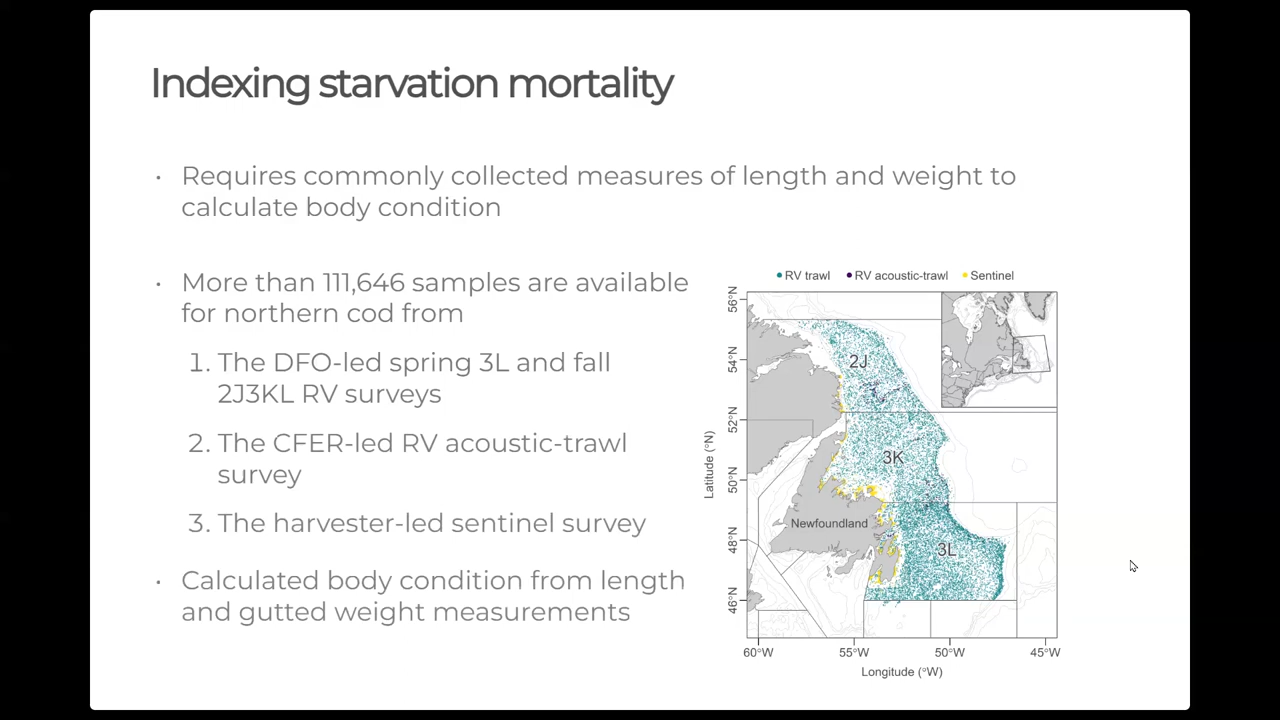 Indexing starvation mortality
• Requires commonly collected measures of length and weight to
calculate body condition
• More than 111,646 samples are available
for northern cod from
1. The DFO-led spring 3L and fall
2J3KL RV surveys
2. The CFER-led RV acoustic-trawl
survey
3. The harvester-led sentinel survey
• Calculated body condition from length
and gutted weight measurements
RV trawl RV acoustic-trawl Sentinel
56°N
54°N
52°N
50°N
48°N
46°N
Latitude (°N)
2J
3K
Newfoundland
3L
60°W 55°W 50°W 45°W
Longitude (°W)